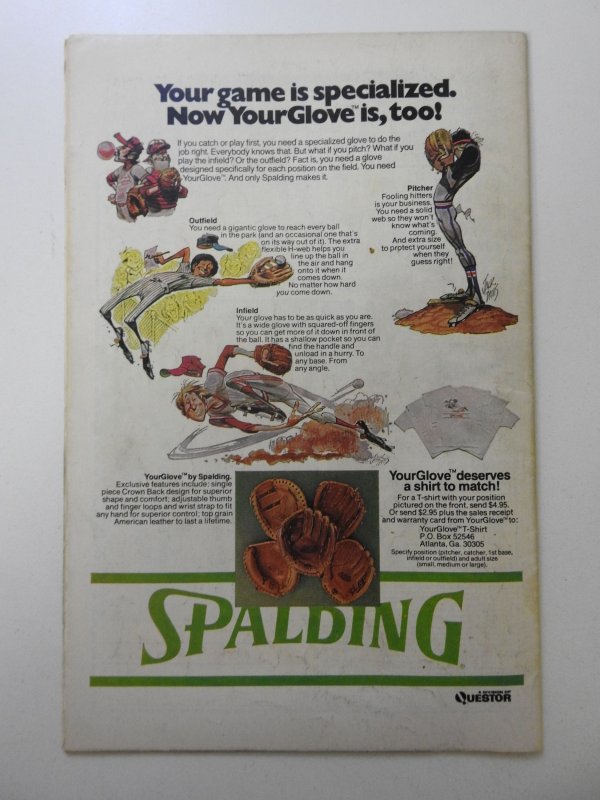 Your game is specialized.
Now YourGlove™ is, too!
If you catch or play first, you need a specialized glove to do the
job right. Everybody knows that. But what if you pitch? What if you
play the infield? Or the outfield? Fact is, you need a glove
designed specifically for each position on the field. You need
YourGlove™. And only Spalding makes it.
Pitcher
Fooling hitters
is your business.
You need a solid
web so they won't
know what's
coming.
And extra size
to protect yourself
when they
guess right!
Outfield
You need a gigantic glove to reach every ball
in the park (and an occasional one that's
on its way out of it). The extra
flexible H-web helps you
line up the ball in
the air and hang
onto it when it
comes down.
No matter how hard
you come down.
Infield
Your glove has to be as quick as you are.
It's a wide glove with squared-off fingers
so you can get more of it down in front of
the ball. It has a shallow pocket so you can
find the handle and
unload in a hurry. To
any base. From
any angle.
YourGlove™ by Spalding.
Exclusive features include: single
piece Crown Back design for superior
shape and comfort; adjustable thumb
and finger loops and wrist strap to fit
any hand for superior control; top grain
American leather to last a lifetime.
YourGlove™ deserves
a shirt to match!
For a T-shirt with your position
pictured on the front, send $4.95.
Or send $2.95 plus the sales receipt
and warranty card from YourGlove™ to:
YourGlove™ T-Shirt
P.O. Box 52546
Atlanta, Ga. 30305
Specify position (pitcher, catcher, 1st base,
infield or outfield) and adult size
(small, medium or large).
SPALDING
A DIVISION OF
QUESTOR